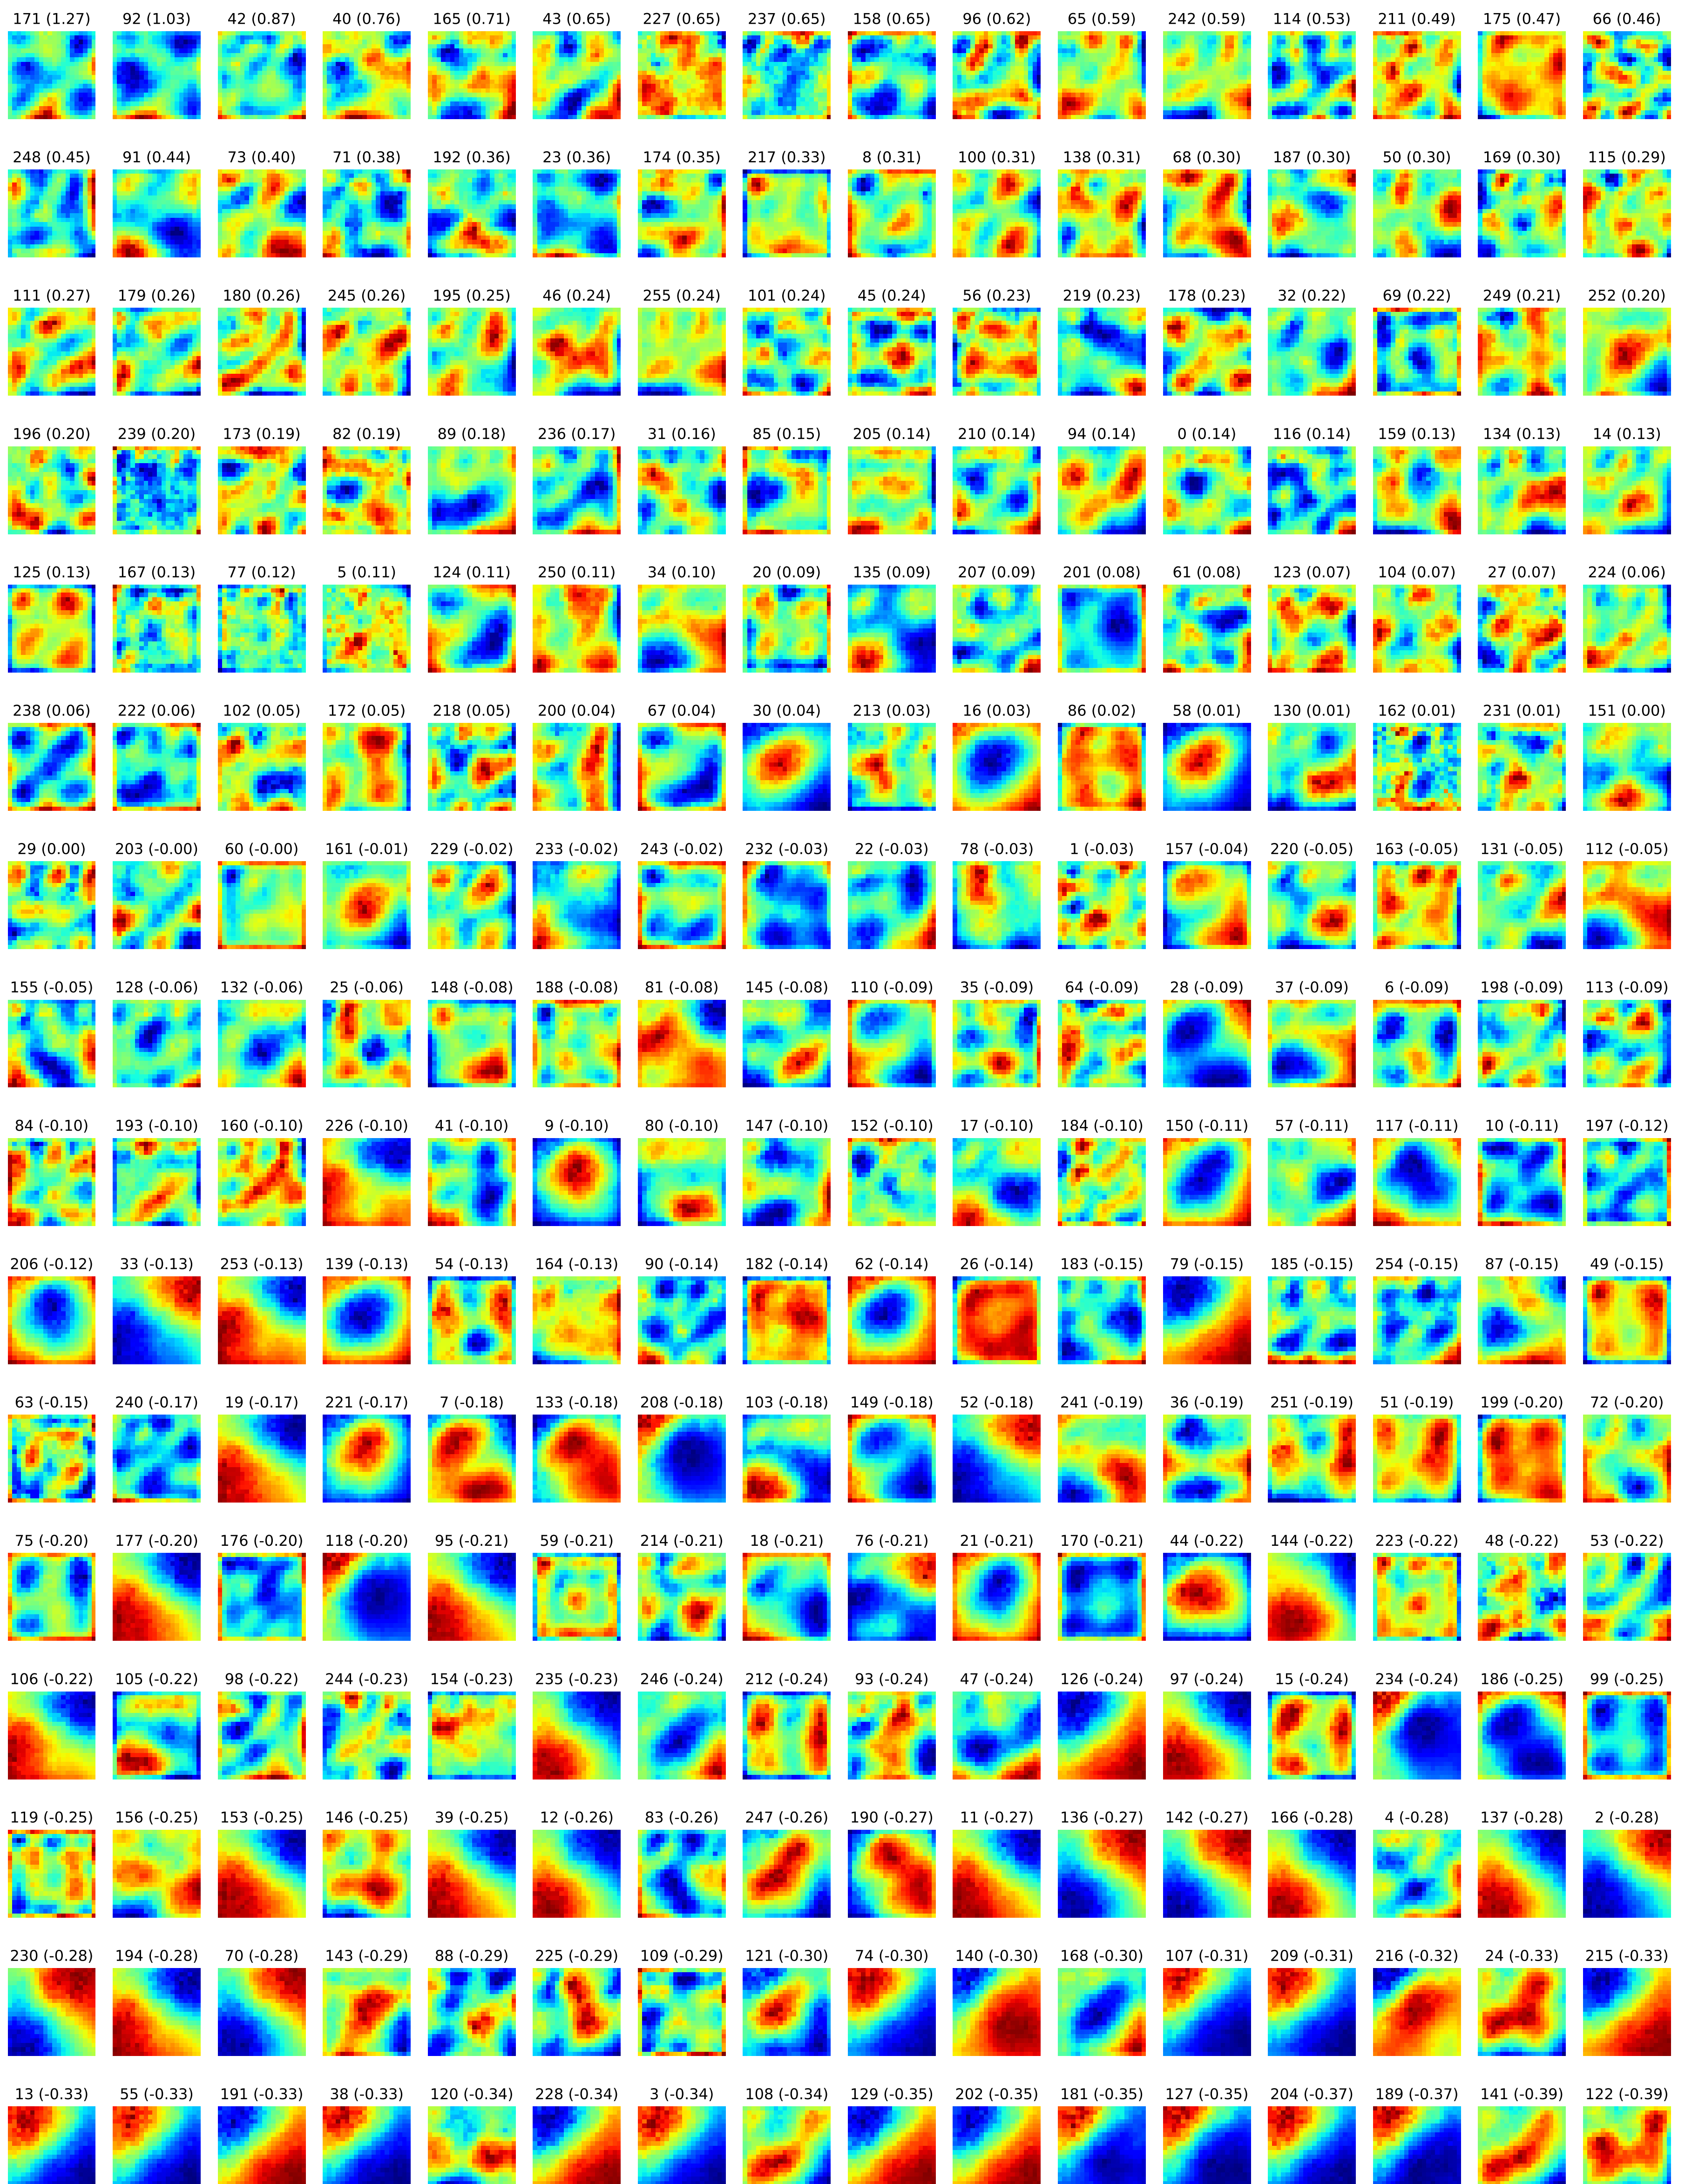 171 (1.27) 92 (1.03) 42 (0.87) 40 (0.76) 165 (0.71) 43 (0.65) 227 (0.65) 237 (0.65) 158 (0.65) 96 (0.62) 65 (0.59) 242 (0.59) 114 (0.53) 211 (0.49) 175 (0.47) 66 (0.46)
248 (0.45) 91 (0.44) 73 (0.40) 71 (0.38) 192 (0.36) 23 (0.36) 174 (0.35) 217 (0.33) 8 (0.31) 100 (0.31) 138 (0.31) 68 (0.30) 187 (0.30) 50 (0.30) 169 (0.30) 115 (0.29)
111 (0.27) 179 (0.26) 180 (0.26) 245 (0.26) 195 (0.25) 46 (0.24) 255 (0.24) 101 (0.24) 45 (0.24) 56 (0.23) 219 (0.23) 178 (0.23) 32 (0.22) 69 (0.22) 249 (0.21) 252 (0.20)
196 (0.20) 239 (0.20) 173 (0.19) 82 (0.19) 89 (0.18) 236 (0.17) 31 (0.16) 85 (0.15) 205 (0.14) 210 (0.14) 94 (0.14) 0 (0.14) 116 (0.14) 159 (0.13) 134 (0.13) 14 (0.13)
125 (0.13) 167 (0.13) 77 (0.12) 5 (0.11) 124 (0.11) 250 (0.11) 34 (0.10) 20 (0.09) 135 (0.09) 207 (0.09) 201 (0.08) 61 (0.08) 123 (0.07) 104 (0.07) 27 (0.07) 224 (0.06)
238 (0.06) 222 (0.06) 102 (0.05) 172 (0.05) 218 (0.05) 200 (0.04) 67 (0.04) 30 (0.04) 213 (0.03) 16 (0.03) 86 (0.02) 58 (0.01) 130 (0.01) 162 (0.01) 231 (0.01) 151 (0.00)
29 (0.00) 203 (-0.00) 60 (-0.00) 161 (-0.01) 229 (-0.02) 233 (-0.02) 243 (-0.02) 232 (-0.03) 22 (-0.03) 78 (-0.03) 1 (-0.03) 157 (-0.04) 220 (-0.05) 163 (-0.05) 131 (-0.05) 112 (-0.05)
155 (-0.05) 128 (-0.06) 132 (-0.06) 25 (-0.06) 148 (-0.08) 188 (-0.08) 81 (-0.08) 145 (-0.08) 110 (-0.09) 35 (-0.09) 64 (-0.09) 28 (-0.09) 37 (-0.09) 6 (-0.09) 198 (-0.09) 113 (-0.09)
84 (-0.10) 193 (-0.10) 160 (-0.10) 226 (-0.10) 41 (-0.10) 9 (-0.10) 80 (-0.10) 147 (-0.10) 152 (-0.10) 17 (-0.10) 184 (-0.10) 150 (-0.11) 57 (-0.11) 117 (-0.11) 10 (-0.11) 197 (-0.12)
206 (-0.12) 33 (-0.13) 253 (-0.13) 139 (-0.13) 54 (-0.13) 164 (-0.13) 90 (-0.14) 182 (-0.14) 62 (-0.14) 26 (-0.14) 183 (-0.15) 79 (-0.15) 185 (-0.15) 254 (-0.15) 87 (-0.15) 49 (-0.15)
63 (-0.15) 240 (-0.17) 19 (-0.17) 221 (-0.17) 7 (-0.18) 133 (-0.18) 208 (-0.18) 103 (-0.18) 149 (-0.18) 52 (-0.18) 241 (-0.19) 36 (-0.19) 251 (-0.19) 51 (-0.19) 199 (-0.20) 72 (-0.20)
75 (-0.20) 177 (-0.20) 176 (-0.20) 118 (-0.20) 95 (-0.21) 59 (-0.21) 214 (-0.21) 18 (-0.21) 76 (-0.21) 21 (-0.21) 170 (-0.21) 44 (-0.22) 144 (-0.22) 223 (-0.22) 48 (-0.22) 53 (-0.22)
106 (-0.22) 105 (-0.22) 98 (-0.22) 244 (-0.23) 154 (-0.23) 235 (-0.23) 246 (-0.24) 212 (-0.24) 93 (-0.24) 47 (-0.24) 126 (-0.24) 97 (-0.24) 15 (-0.24) 234 (-0.24) 186 (-0.25) 99 (-0.25)
119 (-0.25) 156 (-0.25) 153 (-0.25) 146 (-0.25) 39 (-0.25) 12 (-0.26) 83 (-0.26) 247 (-0.26) 190 (-0.27) 11 (-0.27) 136 (-0.27) 142 (-0.27) 166 (-0.28) 4 (-0.28) 137 (-0.28) 2 (-0.28)
230 (-0.28) 194 (-0.28) 70 (-0.28) 143 (-0.29) 88 (-0.29) 225 (-0.29) 109 (-0.29) 121 (-0.30) 74 (-0.30) 140 (-0.30) 168 (-0.30) 107 (-0.31) 209 (-0.31) 216 (-0.32) 24 (-0.33) 215 (-0.33)
13 (-0.33) 55 (-0.33) 191 (-0.33) 38 (-0.33) 120 (-0.34) 228 (-0.34) 3 (-0.34) 108 (-0.34) 129 (-0.35) 202 (-0.35) 181 (-0.35) 127 (-0.35) 204 (-0.37) 189 (-0.37) 141 (-0.39) 122 (-0.39)